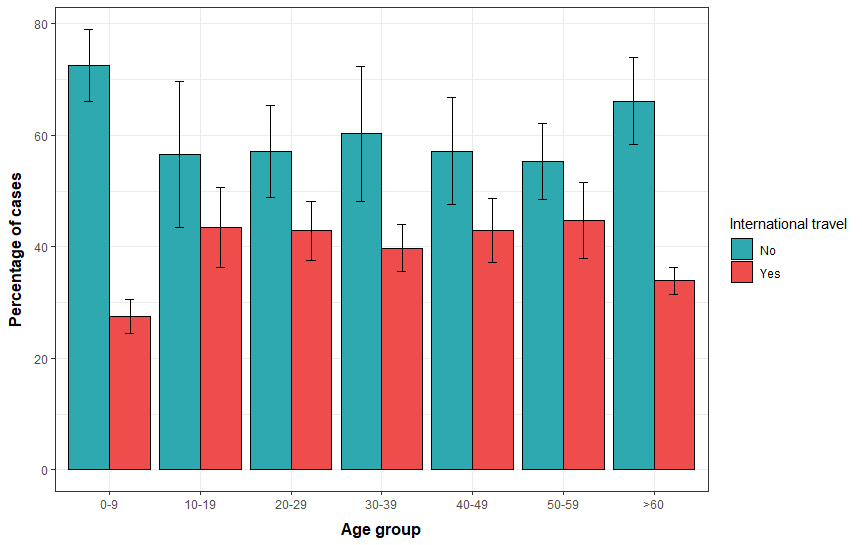 80
60
40
20
0
Percentage of cases
0-9 10-19 20-29 30-39 40-49 50-59 >60
Age group
International travel
No
Yes